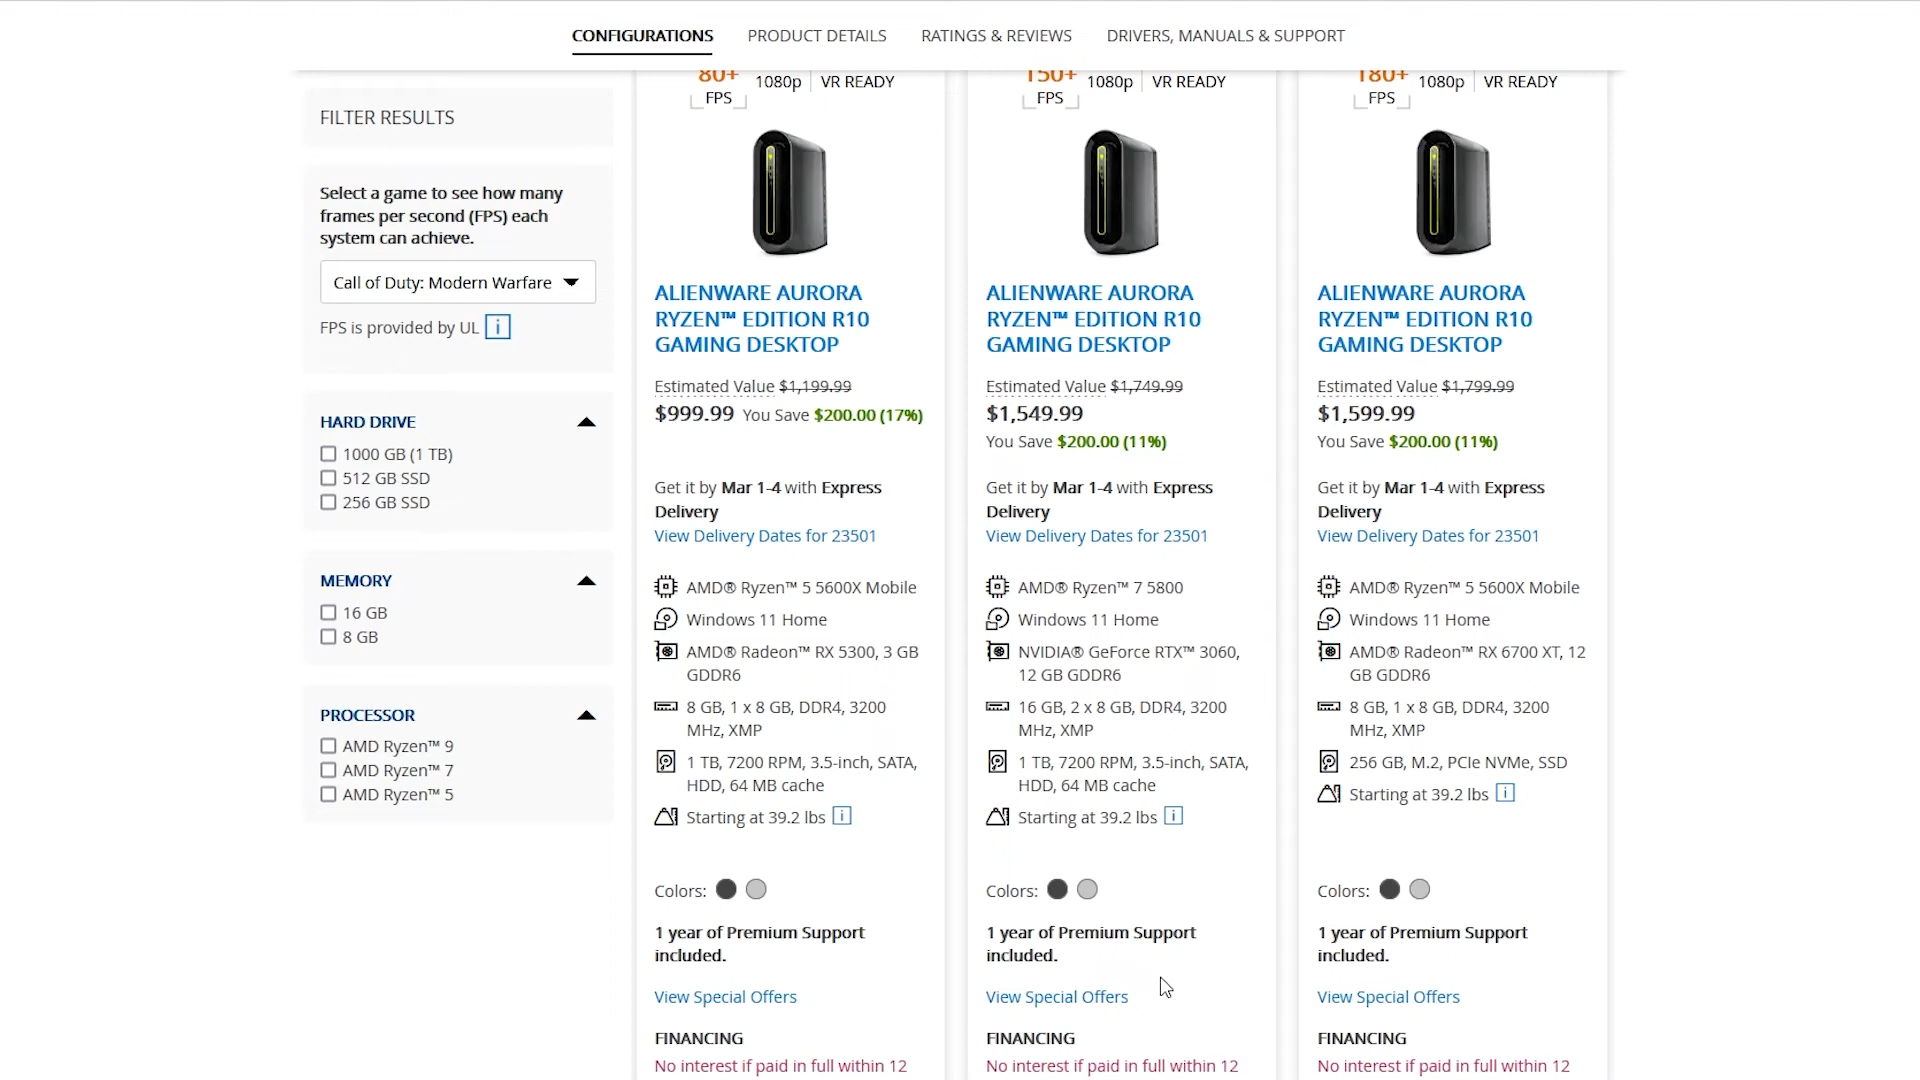 CONFIGURATIONS PRODUCT DETAILS RATINGS & REVIEWS DRIVERS, MANUALS & SUPPORT
FILTER RESULTS
Select a game to see how many
frames per second (FPS) each
system can achieve.
Call of Duty: Modern Warfare
FPS is provided by UL i
HARD DRIVE
1000 GB (1 TB)
512 GB SSD
256 GB SSD
MEMORY
16 GB
8 GB
PROCESSOR
AMD Ryzen™ 9
AMD Ryzen™ 7
AMD Ryzen™ 5
80+
FPS
1080p
VR READY
ALIENWARE AURORA
RYZEN™ EDITION R10
GAMING DESKTOP
Estimated Value $1,199.99
$999.99 You Save $200.00 (17%)
Get it by Mar 1-4 with Express
Delivery
View Delivery Dates for 23501
AMD® Ryzen™ 5 5600X Mobile
Windows 11 Home
AMD® Radeon™ RX 5300, 3 GB
GDDR6
8 GB, 1 x 8 GB, DDR4, 3200
MHz, XMP
1 TB, 7200 RPM, 3.5-inch, SATA,
HDD, 64 MB cache
Starting at 39.2 lbs i
Colors:
1 year of Premium Support
included.
View Special Offers
FINANCING
No interest if paid in full within 12
150+
FPS
1080p
VR READY
ALIENWARE AURORA
RYZEN™ EDITION R10
GAMING DESKTOP
Estimated Value $1,749.99
$1,549.99
You Save $200.00 (11%)
Get it by Mar 1-4 with Express
Delivery
View Delivery Dates for 23501
AMD® Ryzen™ 7 5800
Windows 11 Home
NVIDIA® GeForce RTX™ 3060,
12 GB GDDR6
16 GB, 2 x 8 GB, DDR4, 3200
MHz, XMP
1 TB, 7200 RPM, 3.5-inch, SATA,
HDD, 64 MB cache
Starting at 39.2 lbs i
Colors:
1 year of Premium Support
included.
View Special Offers
FINANCING
No interest if paid in full within 12
180+
FPS
1080p
VR READY
ALIENWARE AURORA
RYZEN™ EDITION R10
GAMING DESKTOP
Estimated Value $1,799.99
$1,599.99
You Save $200.00 (11%)
Get it by Mar 1-4 with Express
Delivery
View Delivery Dates for 23501
AMD® Ryzen™ 5 5600X Mobile
Windows 11 Home
AMD® Radeon™ RX 6700 XT, 12
GB GDDR6
8 GB, 1 x 8 GB, DDR4, 3200
MHz, XMP
256 GB, M.2, PCIe NVMe, SSD
Starting at 39.2 lbs i
Colors:
1 year of Premium Support
included.
View Special Offers
FINANCING
No interest if paid in full within 12